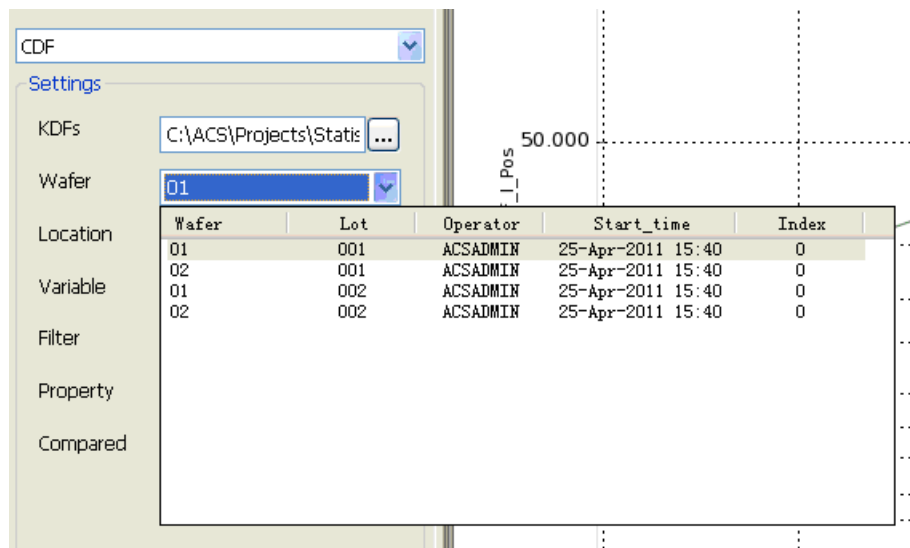 CDF
Settings
KDFs C:\ACS\Projects\Statis ...
Wafer 01
50.000
I_Pos
Wafer Lot Operator Start_time Index
01 001 ACSADMIN 25-Apr-2011 15:40 0
02 001 ACSADMIN 25-Apr-2011 15:40 0
01 002 ACSADMIN 25-Apr-2011 15:40 0
02 002 ACSADMIN 25-Apr-2011 15:40 0
Location
Variable
Filter
Property
Compared